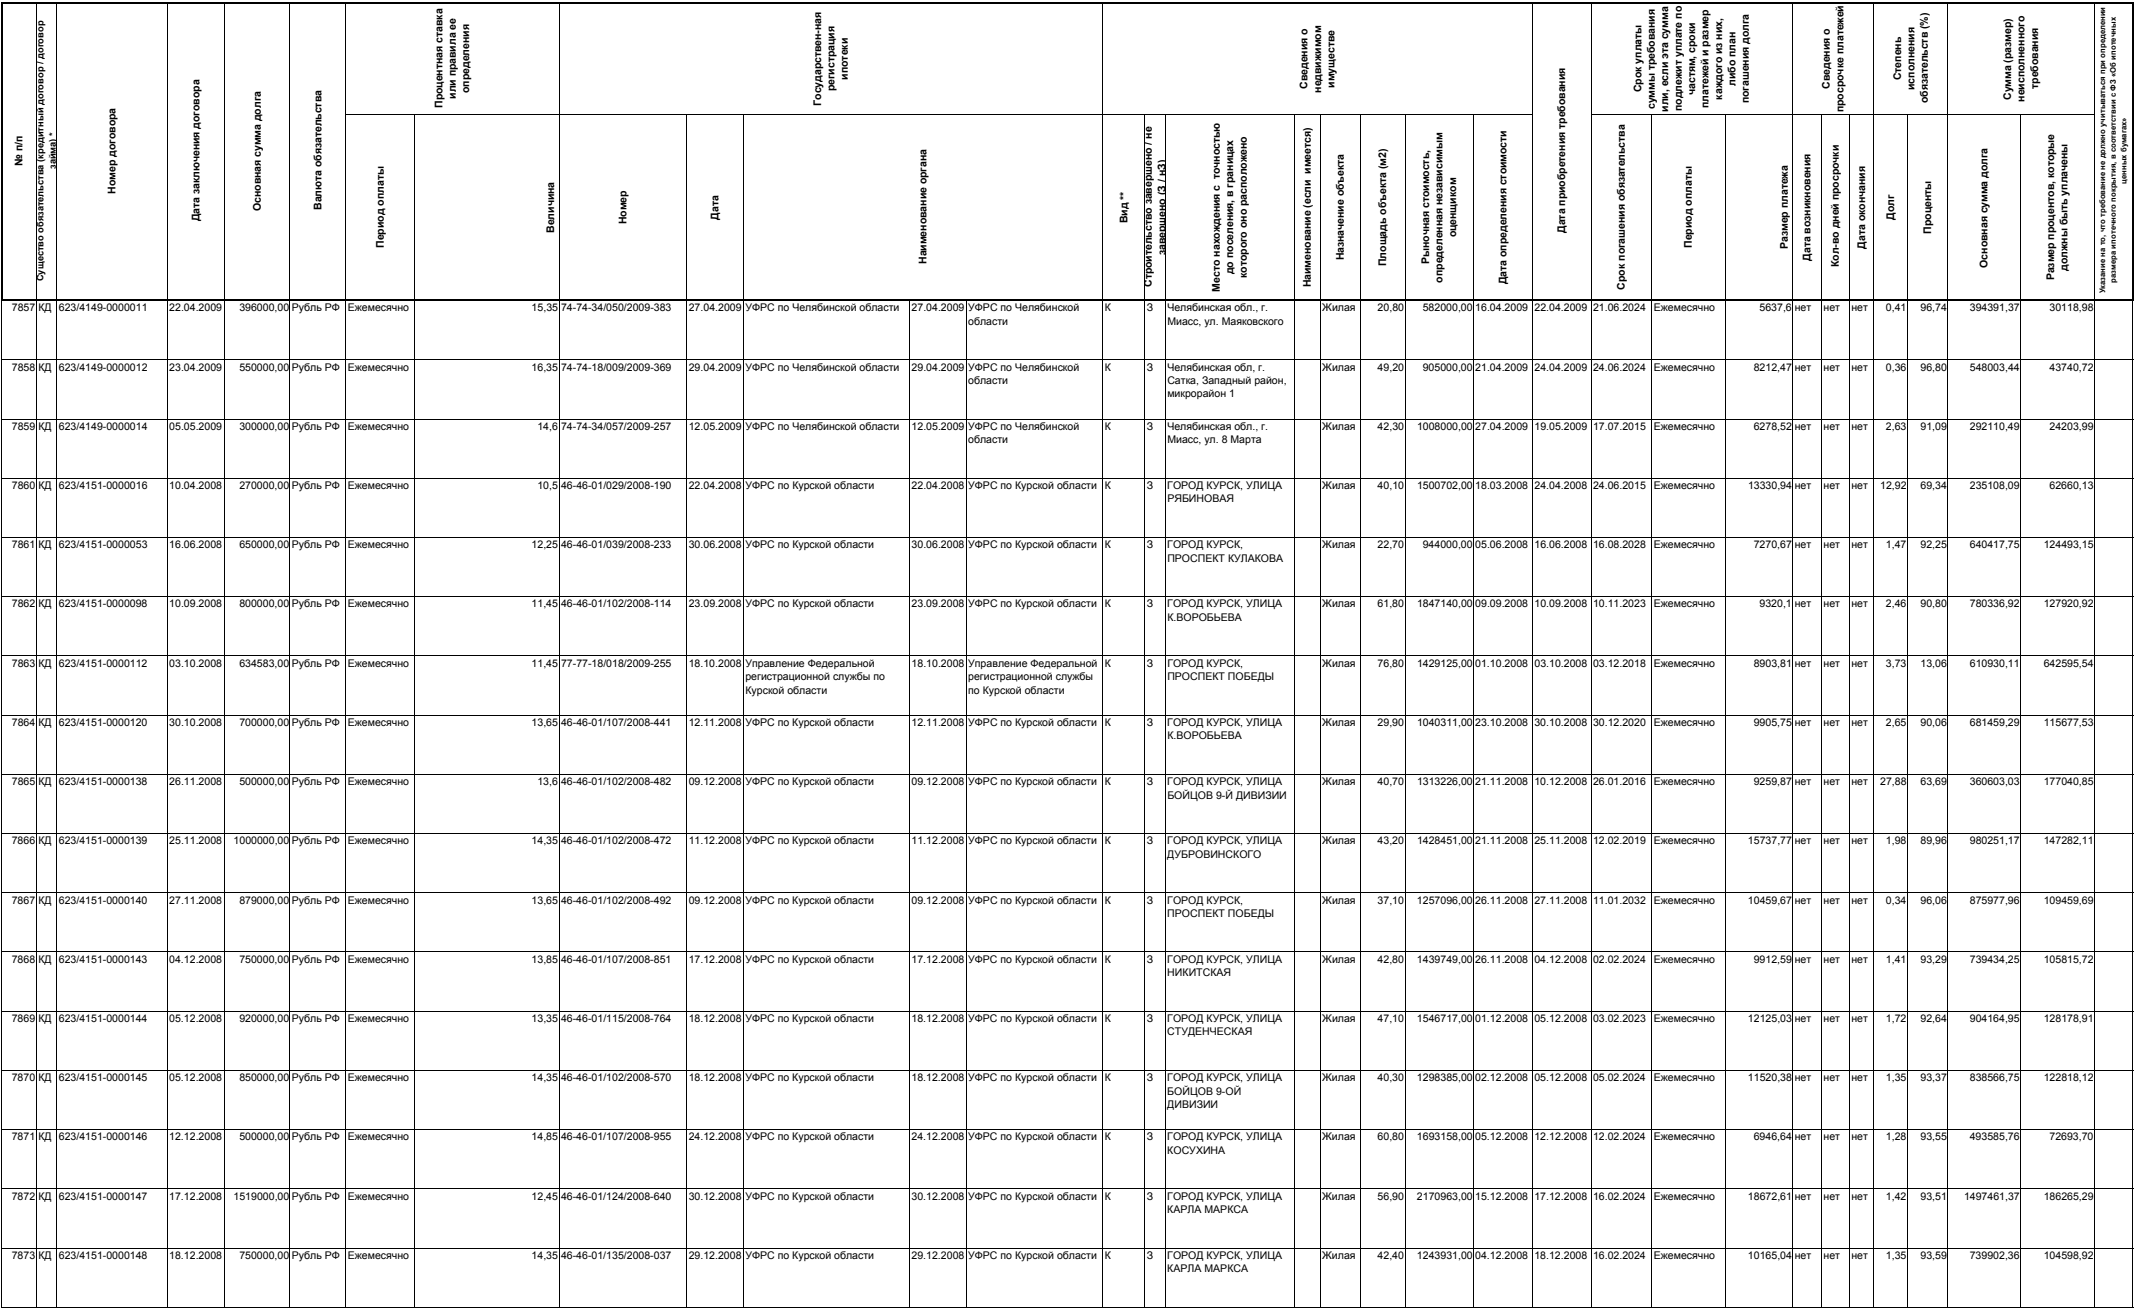 № п/п
Существо обязательства (кредитный договор / договор займа) *
Номер договора
Дата заключения договора
Основная сумма долга
Валюта обязательства
Процентная ставка или правила ее определения
Период оплаты
Величина
Государствен-ная регистрация ипотеки
Номер
Дата
Наименование органа
Сведения о недвижимом имуществе
Вид **
Строительство завершено / не завершено (З / нЗ)
Место нахождения с точностью до поселения, в границах которого оно расположено
Наименование (если имеется)
Назначение объекта
Площадь объекта (м2)
Рыночная стоимость, определенная независимым оценщиком
Дата определения стоимости
Дата приобретения требования
Срок уплаты суммы требования или, если эта сумма подлежит уплате по частям, сроки платежей и размер каждого из них, либо план погашения долга
Срок погашения обязательства
Период оплаты
Размер платежа
Сведения о просрочке платежей
Дата возникновения
Кол-во дней просрочки
Дата окончания
Степень исполнения обязательств (%)
Долг
Проценты
Сумма (размер) неисполненного требования
Основная сумма долга
Размер процентов, которые должны быть уплачены
Указание на то, что требование не должно учитываться при определении размера ипотечного покрытия, в соответствии с ФЗ «Об ипотечных ценных бумагах»
7857 КД 623/4149-0000011 22.04.2009 396000,00 Рубль РФ Ежемесячно 15,35 74-74-34/050/2009-383 27.04.2009 УФРС по Челябинской области 27.04.2009 УФРС по Челябинской области К З Челябинская обл., г. Миасс, ул. Маяковского Жилая 20,80 582000,00 16.04.2009 22.04.2009 21.06.2024 Ежемесячно 5637,6 нет нет нет 0,41 96,74 394391,37 30118,98
7858 КД 623/4149-0000012 23.04.2009 550000,00 Рубль РФ Ежемесячно 16,35 74-74-18/009/2009-369 29.04.2009 УФРС по Челябинской области 29.04.2009 УФРС по Челябинской области К З Челябинская обл, г. Сатка, Западный район, микрорайон 1 Жилая 49,20 905000,00 21.04.2009 24.04.2009 24.06.2024 Ежемесячно 8212,47 нет нет нет 0,36 96,80 548003,44 43740,72
7859 КД 623/4149-0000014 05.05.2009 300000,00 Рубль РФ Ежемесячно 14,6 74-74-34/057/2009-257 12.05.2009 УФРС по Челябинской области 12.05.2009 УФРС по Челябинской области К З Челябинская обл., г. Миасс, ул. 8 Марта Жилая 42,30 1008000,00 27.04.2009 19.05.2009 17.07.2015 Ежемесячно 6278,52 нет нет нет 2,63 91,09 292110,49 24203,99
7860 КД 623/4151-0000016 10.04.2008 270000,00 Рубль РФ Ежемесячно 10,5 46-46-01/029/2008-190 22.04.2008 УФРС по Курской области 22.04.2008 УФРС по Курской области К З ГОРОД КУРСК, УЛИЦА РЯБИНОВАЯ Жилая 40,10 1500702,00 18.03.2008 24.04.2008 24.06.2015 Ежемесячно 13330,94 нет нет нет 12,92 69,34 235108,09 62660,13
7861 КД 623/4151-0000053 16.06.2008 650000,00 Рубль РФ Ежемесячно 12,25 46-46-01/039/2008-233 30.06.2008 УФРС по Курской области 30.06.2008 УФРС по Курской области К З ГОРОД КУРСК, ПРОСПЕКТ КУЛАКОВА Жилая 22,70 944000,00 05.06.2008 16.06.2008 16.08.2028 Ежемесячно 7270,67 нет нет нет 1,47 92,25 640417,75 124493,15
7862 КД 623/4151-0000098 10.09.2008 800000,00 Рубль РФ Ежемесячно 11,45 46-46-01/102/2008-114 23.09.2008 УФРС по Курской области 23.09.2008 УФРС по Курской области К З ГОРОД КУРСК, УЛИЦА К.ВОРОБЬЕВА Жилая 61,80 1847140,00 09.09.2008 10.09.2008 10.11.2023 Ежемесячно 9320,1 нет нет нет 2,46 90,80 780336,92 127920,92
7863 КД 623/4151-0000112 03.10.2008 634583,00 Рубль РФ Ежемесячно 11,45 77-77-18/018/2009-255 18.10.2008 Управление Федеральной регистрационной службы по Курской области 18.10.2008 Управление Федеральной регистрационной службы по Курской области К З ГОРОД КУРСК, ПРОСПЕКТ ПОБЕДЫ Жилая 76,80 1429125,00 01.10.2008 03.10.2008 03.12.2018 Ежемесячно 8903,81 нет нет нет 3,73 13,06 610930,11 642595,54
7864 КД 623/4151-0000120 30.10.2008 700000,00 Рубль РФ Ежемесячно 13,65 46-46-01/107/2008-441 12.11.2008 УФРС по Курской области 12.11.2008 УФРС по Курской области К З ГОРОД КУРСК, УЛИЦА К.ВОРОБЬЕВА Жилая 29,90 1040311,00 23.10.2008 30.10.2008 30.12.2020 Ежемесячно 9905,75 нет нет нет 2,65 90,06 681459,29 115677,53
7865 КД 623/4151-0000138 26.11.2008 500000,00 Рубль РФ Ежемесячно 13,6 46-46-01/102/2008-482 09.12.2008 УФРС по Курской области 09.12.2008 УФРС по Курской области К З ГОРОД КУРСК, УЛИЦА БОЙЦОВ 9-Й ДИВИЗИИ Жилая 40,70 1313226,00 21.11.2008 10.12.2008 26.01.2016 Ежемесячно 9259,87 нет нет нет 27,88 63,69 360603,03 177040,85
7866 КД 623/4151-0000139 25.11.2008 1000000,00 Рубль РФ Ежемесячно 14,35 46-46-01/102/2008-472 11.12.2008 УФРС по Курской области 11.12.2008 УФРС по Курской области К З ГОРОД КУРСК, УЛИЦА ДУБРОВИНСКОГО Жилая 43,20 1428451,00 21.11.2008 25.11.2008 12.02.2019 Ежемесячно 15737,77 нет нет нет 1,98 89,96 980251,17 147282,11
7867 КД 623/4151-0000140 27.11.2008 879000,00 Рубль РФ Ежемесячно 13,65 46-46-01/102/2008-492 09.12.2008 УФРС по Курской области 09.12.2008 УФРС по Курской области К З ГОРОД КУРСК, ПРОСПЕКТ ПОБЕДЫ Жилая 37,10 1257096,00 26.11.2008 27.11.2008 11.01.2032 Ежемесячно 10459,67 нет нет нет 0,34 96,06 875977,96 109459,69
7868 КД 623/4151-0000143 04.12.2008 750000,00 Рубль РФ Ежемесячно 13,85 46-46-01/107/2008-851 17.12.2008 УФРС по Курской области 17.12.2008 УФРС по Курской области К З ГОРОД КУРСК, УЛИЦА НИКИТСКАЯ Жилая 42,80 1439749,00 26.11.2008 04.12.2008 02.02.2024 Ежемесячно 9912,59 нет нет нет 1,41 93,29 739434,25 105815,72
7869 КД 623/4151-0000144 05.12.2008 920000,00 Рубль РФ Ежемесячно 13,35 46-46-01/115/2008-764 18.12.2008 УФРС по Курской области 18.12.2008 УФРС по Курской области К З ГОРОД КУРСК, УЛИЦА СТУДЕНЧЕСКАЯ Жилая 47,10 1546717,00 01.12.2008 05.12.2008 03.02.2023 Ежемесячно 12125,03 нет нет нет 1,72 92,64 904164,95 128178,91
7870 КД 623/4151-0000145 05.12.2008 850000,00 Рубль РФ Ежемесячно 14,35 46-46-01/102/2008-570 18.12.2008 УФРС по Курской области 18.12.2008 УФРС по Курской области К З ГОРОД КУРСК, УЛИЦА БОЙЦОВ 9-ОЙ ДИВИЗИИ Жилая 40,30 1298385,00 02.12.2008 05.12.2008 05.02.2024 Ежемесячно 11520,38 нет нет нет 1,35 93,37 838566,75 122818,12
7871 КД 623/4151-0000146 12.12.2008 500000,00 Рубль РФ Ежемесячно 14,85 46-46-01/107/2008-955 24.12.2008 УФРС по Курской области 24.12.2008 УФРС по Курской области К З ГОРОД КУРСК, УЛИЦА КОСУХИНА Жилая 60,80 1693158,00 05.12.2008 12.12.2008 12.02.2024 Ежемесячно 6946,64 нет нет нет 1,28 93,55 493585,76 72693,70
7872 КД 623/4151-0000147 17.12.2008 1519000,00 Рубль РФ Ежемесячно 12,45 46-46-01/124/2008-640 30.12.2008 УФРС по Курской области 30.12.2008 УФРС по Курской области К З ГОРОД КУРСК, УЛИЦА КАРЛА МАРКСА Жилая 56,90 2170963,00 15.12.2008 17.12.2008 16.02.2024 Ежемесячно 18672,61 нет нет нет 1,42 93,51 1497461,37 186265,29
7873 КД 623/4151-0000148 18.12.2008 750000,00 Рубль РФ Ежемесячно 14,35 46-46-01/135/2008-037 29.12.2008 УФРС по Курской области 29.12.2008 УФРС по Курской области К З ГОРОД КУРСК, УЛИЦА КАРЛА МАРКСА Жилая 42,40 1243931,00 04.12.2008 18.12.2008 16.02.2024 Ежемесячно 10165,04 нет нет нет 1,35 93,59 739902,36 104598,92